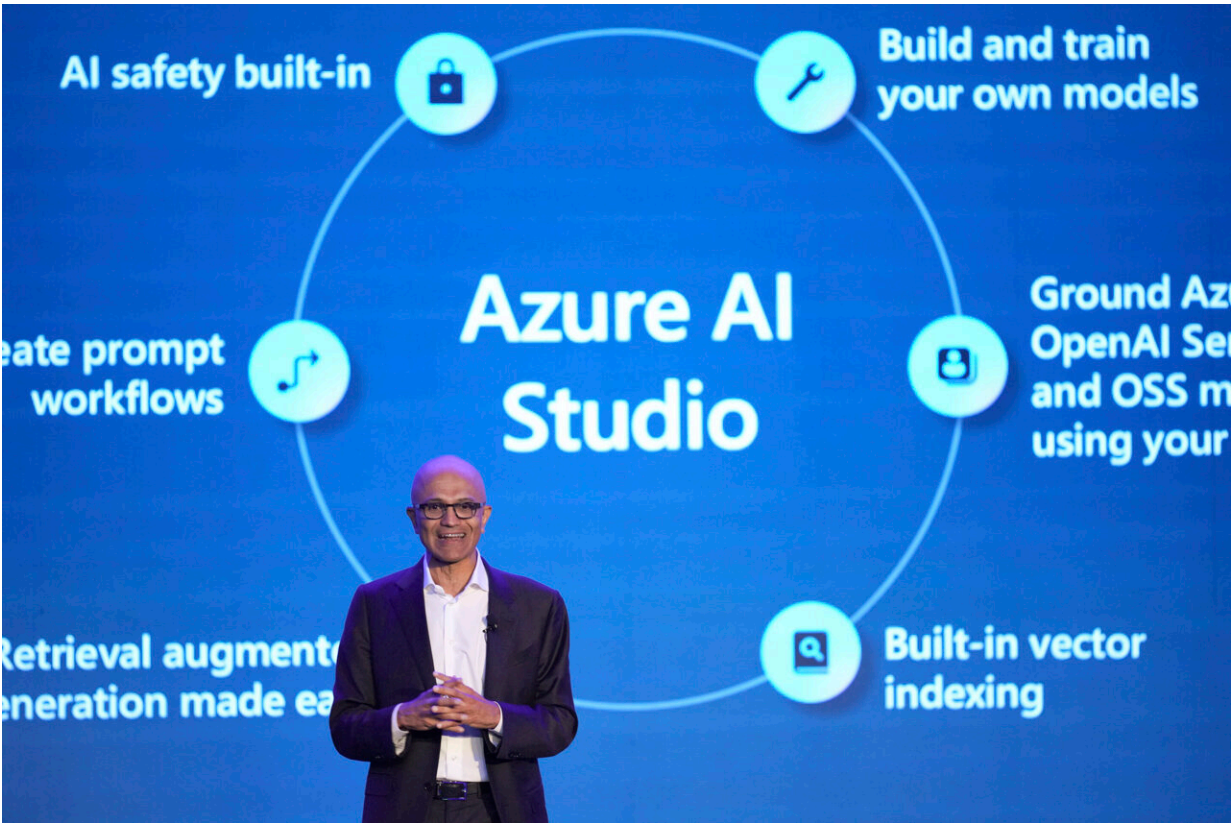 AI safety built-in
Build and train
your own models
Azure AI
Studio
Ground Az
OpenAI Se
and OSS m
using your
eate prompt
workflows
Retrieval augmente
eneration made ea
Built-in vector
indexing